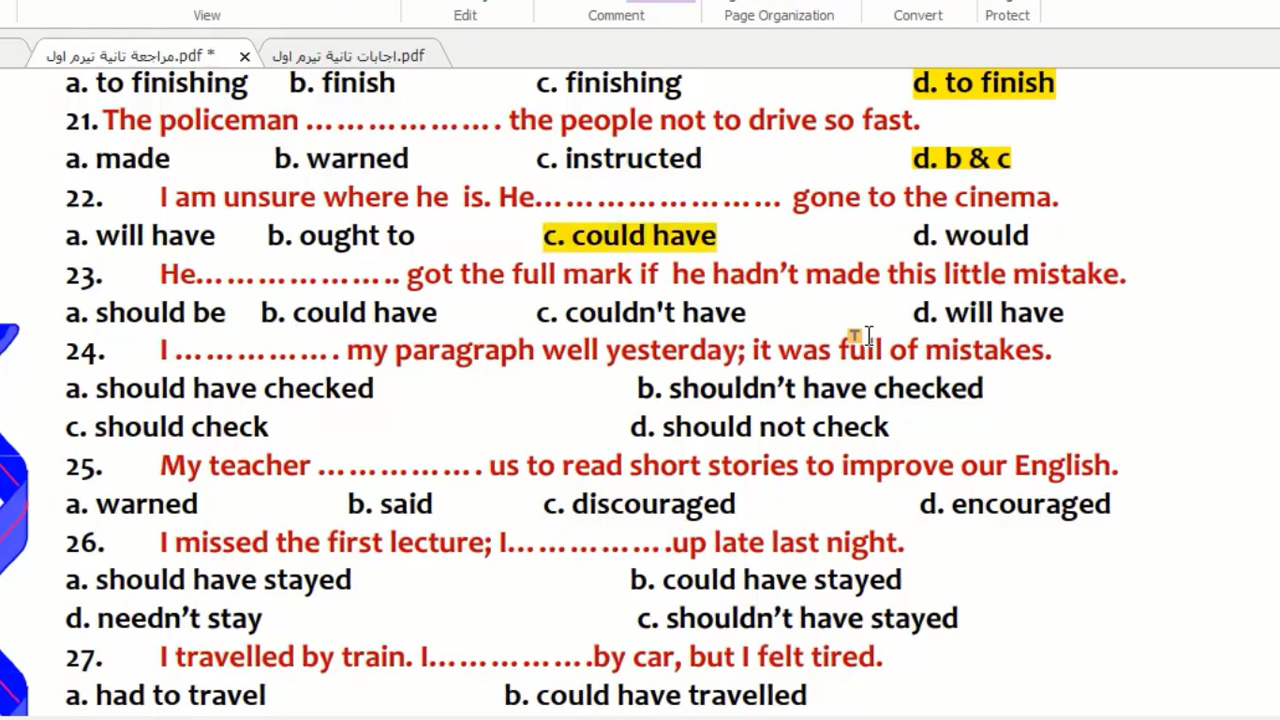 View Edit Comment Page Organization Convert Protect
مراجعة تانية تيرم اول.pdf * اجابات تانية تيرم اول.pdf
a. to finishing b. finish c. finishing d. to finish
21. The policeman ………………. the people not to drive so fast.
a. made b. warned c. instructed d. b & c
22. I am unsure where he is. He…………………… gone to the cinema.
a. will have b. ought to c. could have d. would
23. He……………….. got the full mark if he hadn’t made this little mistake.
a. should be b. could have c. couldn't have d. will have
24. I ……………. my paragraph well yesterday; it was full of mistakes.
a. should have checked b. shouldn’t have checked
c. should check d. should not check
25. My teacher ……………. us to read short stories to improve our English.
a. warned b. said c. discouraged d. encouraged
26. I missed the first lecture; I…………….up late last night.
a. should have stayed b. could have stayed
d. needn’t stay c. shouldn’t have stayed
27. I travelled by train. I…………….by car, but I felt tired.
a. had to travel b. could have travelled